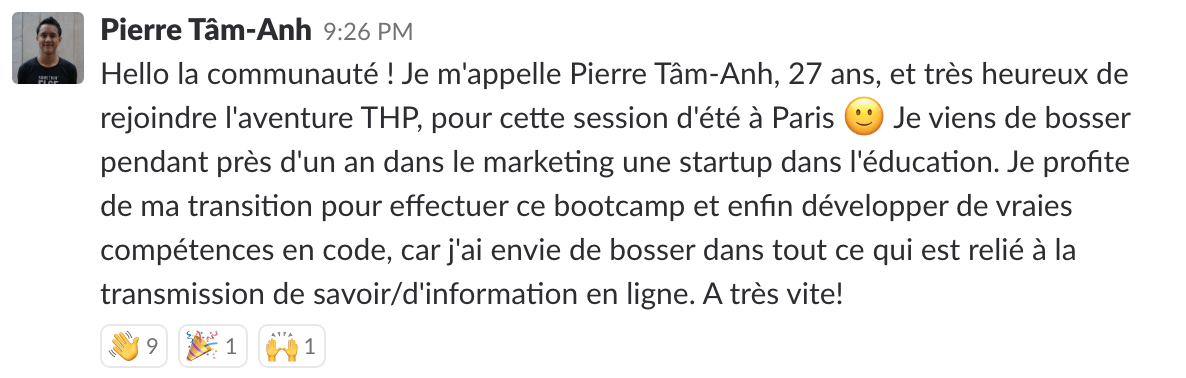 Pierre Tâm-Anh 9:26 PM
Hello la communauté ! Je m'appelle Pierre Tâm-Anh, 27 ans, et très heureux de
rejoindre l'aventure THP, pour cette session d'été à Paris 🙂 Je viens de bosser
pendant près d'un an dans le marketing une startup dans l'éducation. Je profite
de ma transition pour effectuer ce bootcamp et enfin développer de vraies
compétences en code, car j'ai envie de bosser dans tout ce qui est relié à la
transmission de savoir/d'information en ligne. A très vite!
👋 9 🎉 1 🙌 1